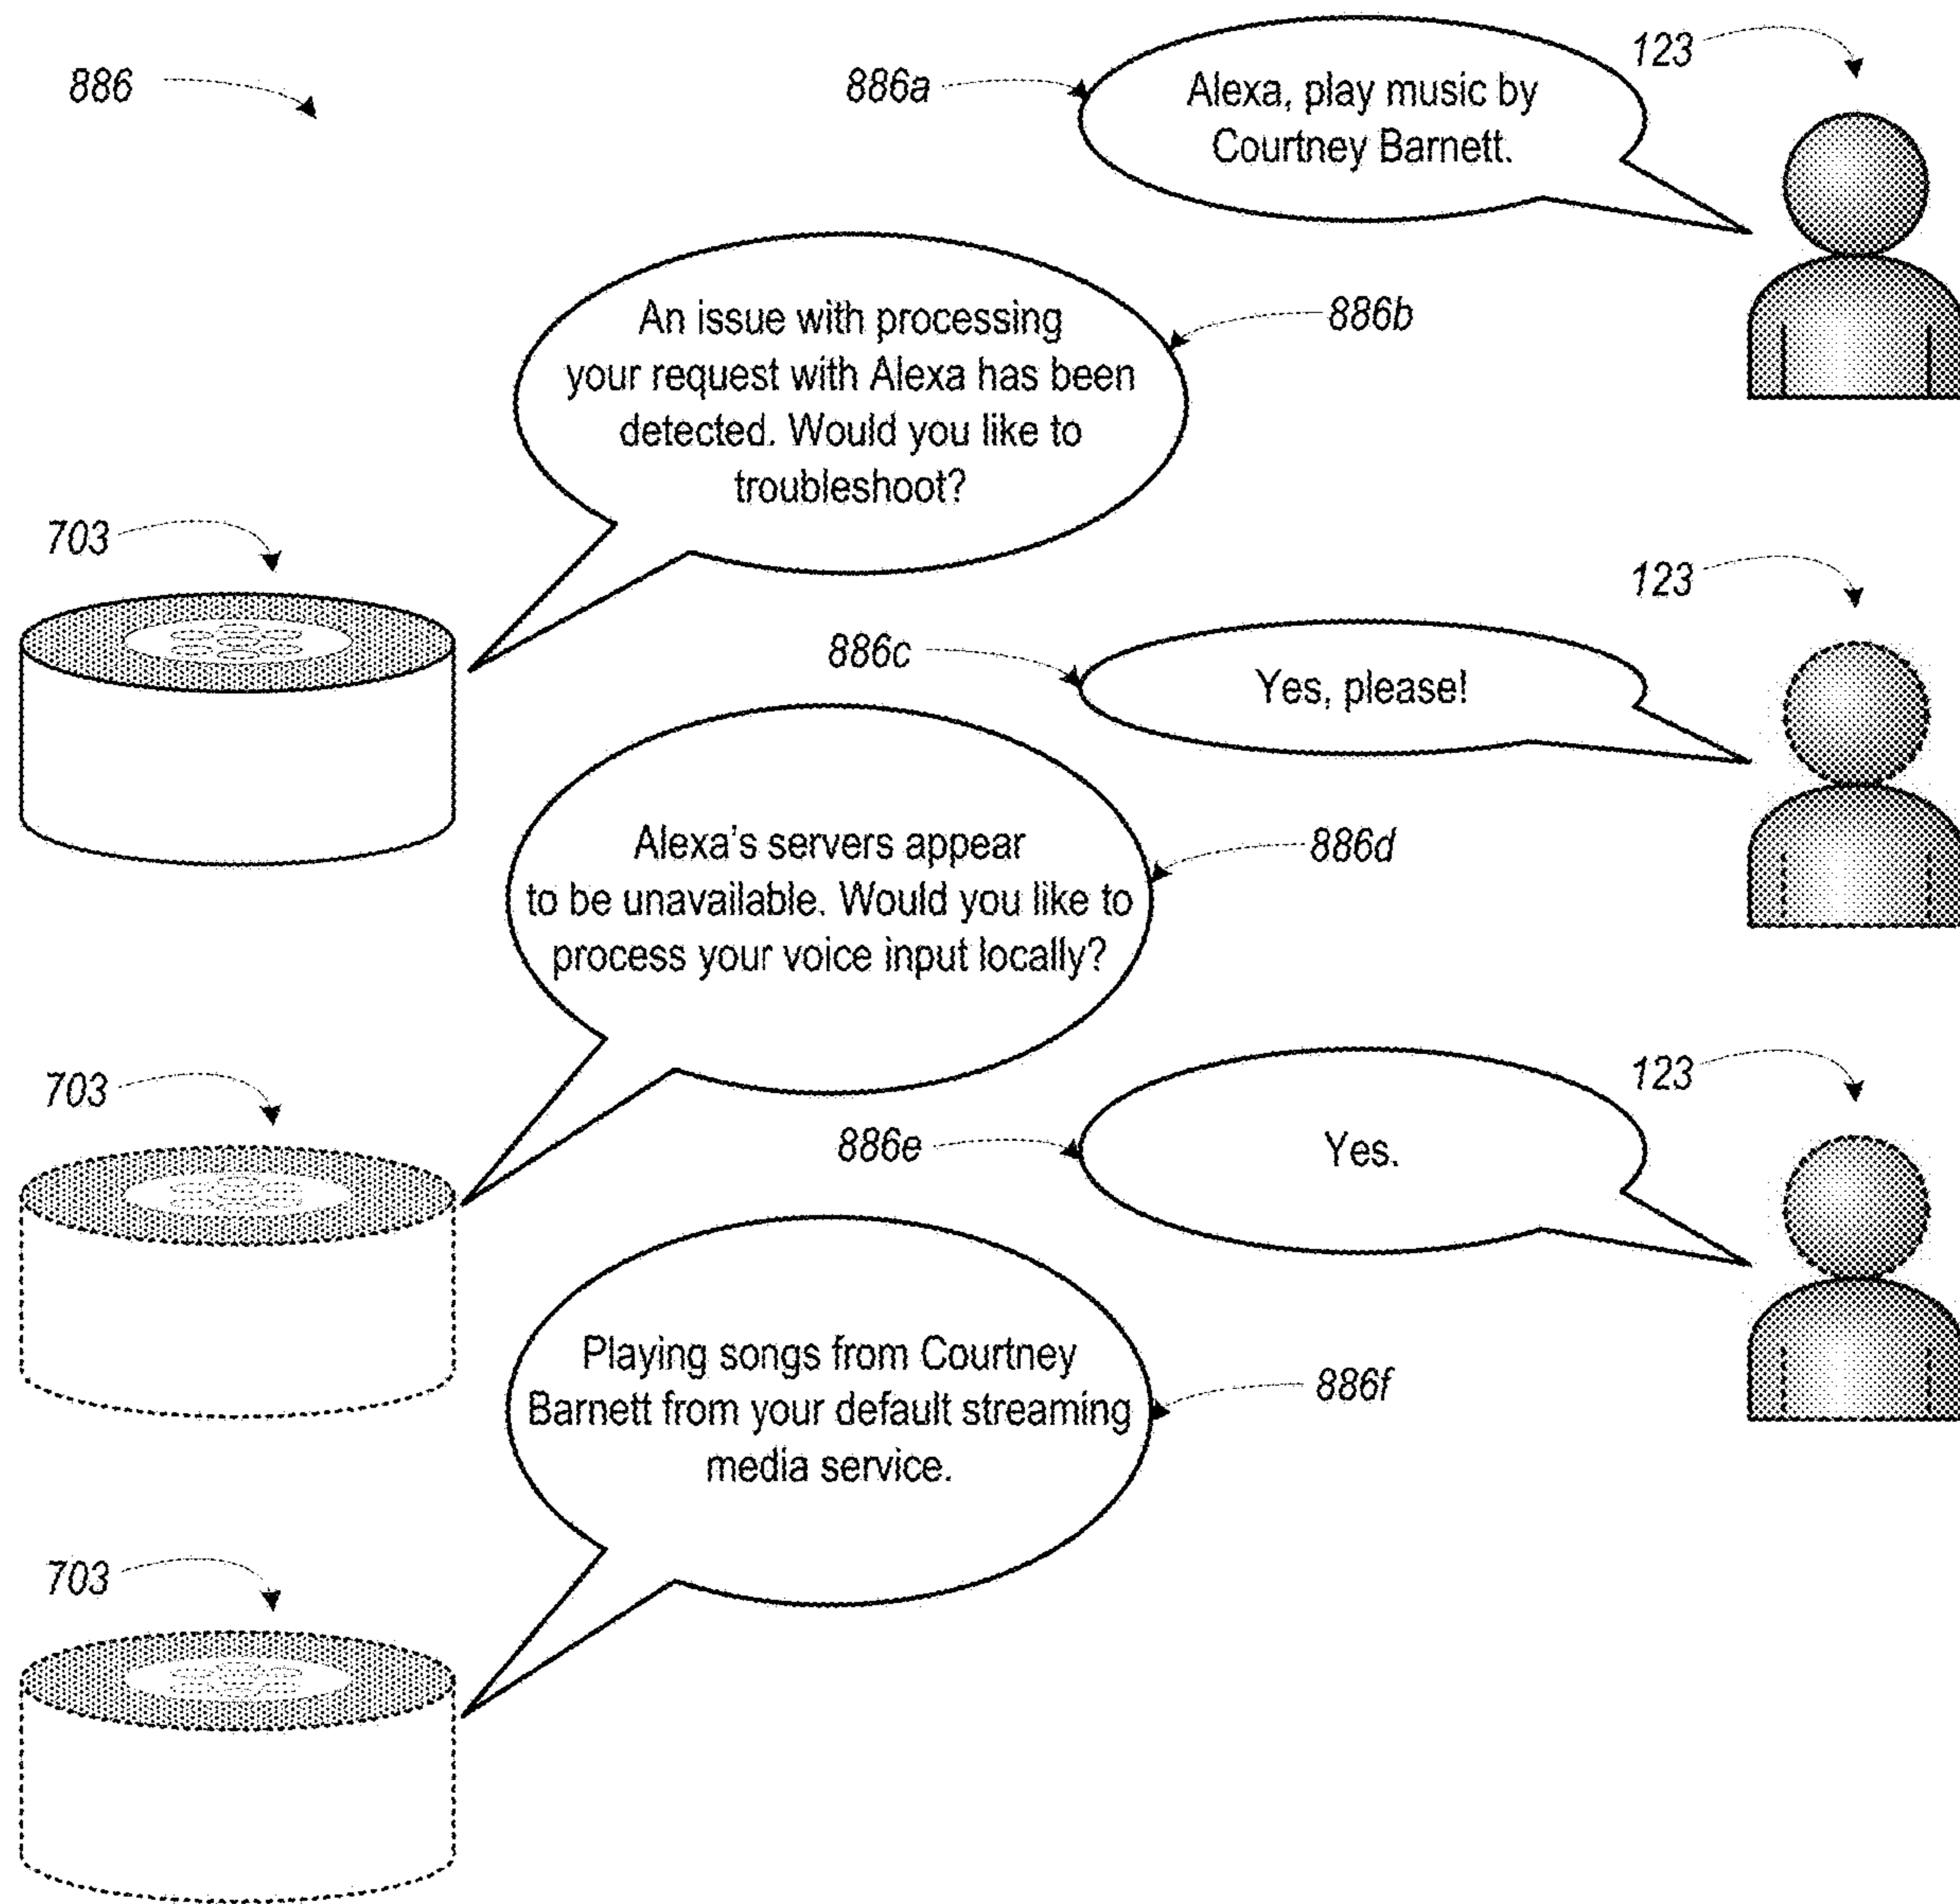 886
886a
Alexa, play music by
Courtney Barnett.
123
An issue with processing
your request with Alexa has been
detected. Would you like to
troubleshoot?
886b
703
886c
Yes, please!
123
Alexa's servers appear
to be unavailable. Would you like to
process your voice input locally?
886d
703
886e
Yes.
123
Playing songs from Courtney
Barnett from your default streaming
media service.
886f
703